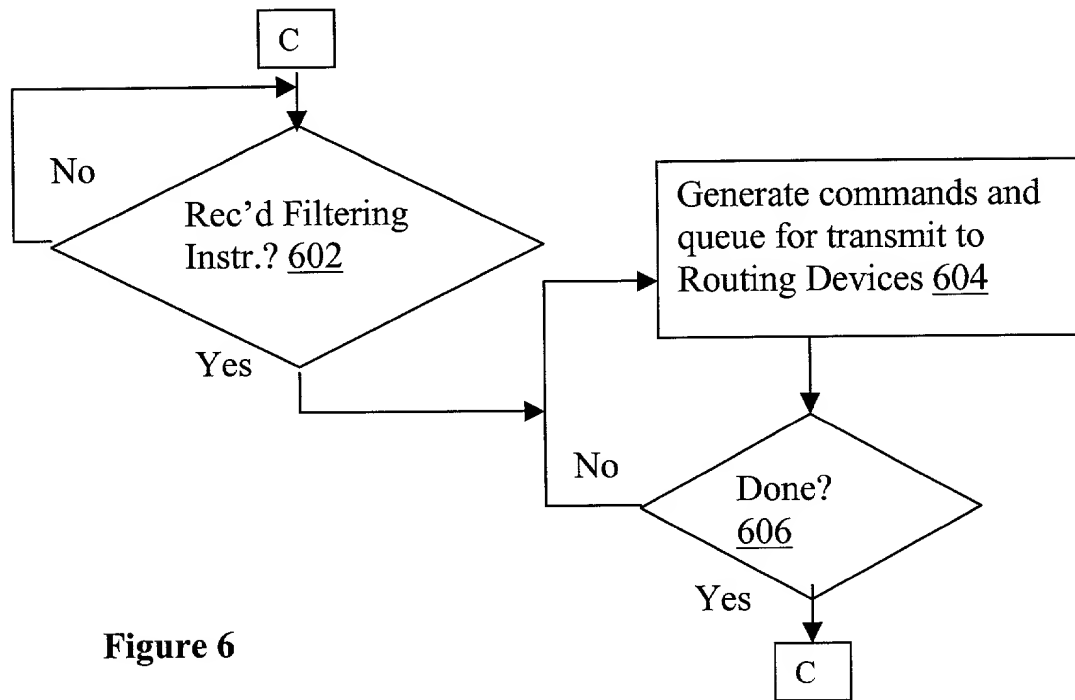 C
No
Rec'd Filtering
Instr.? 602
Yes
Generate commands and
queue for transmit to
Routing Devices 604
No
Done?
606
Yes
C
Figure 6